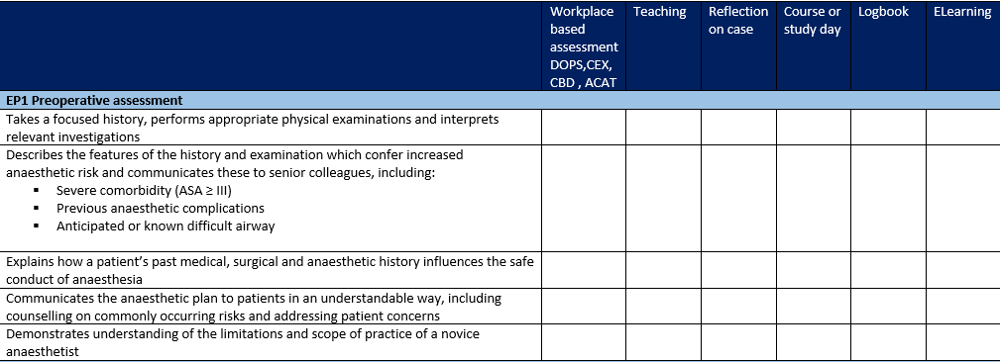 Workplace based assessment DOPS,CEX, CBD , ACAT
Teaching
Reflection on case
Course or study day
Logbook
ELearning
EP1 Preoperative assessment
Takes a focused history, performs appropriate physical examinations and interprets
relevant investigations
Describes the features of the history and examination which confer increased
anaesthetic risk and communicates these to senior colleagues, including:
▪ Severe comorbidity (ASA ≥ III)
▪ Previous anaesthetic complications
▪ Anticipated or known difficult airway
Explains how a patient’s past medical, surgical and anaesthetic history influences the safe
conduct of anaesthesia
Communicates the anaesthetic plan to patients in an understandable way, including
counselling on commonly occurring risks and addressing patient concerns
Demonstrates understanding of the limitations and scope of practice of a novice
anaesthetist